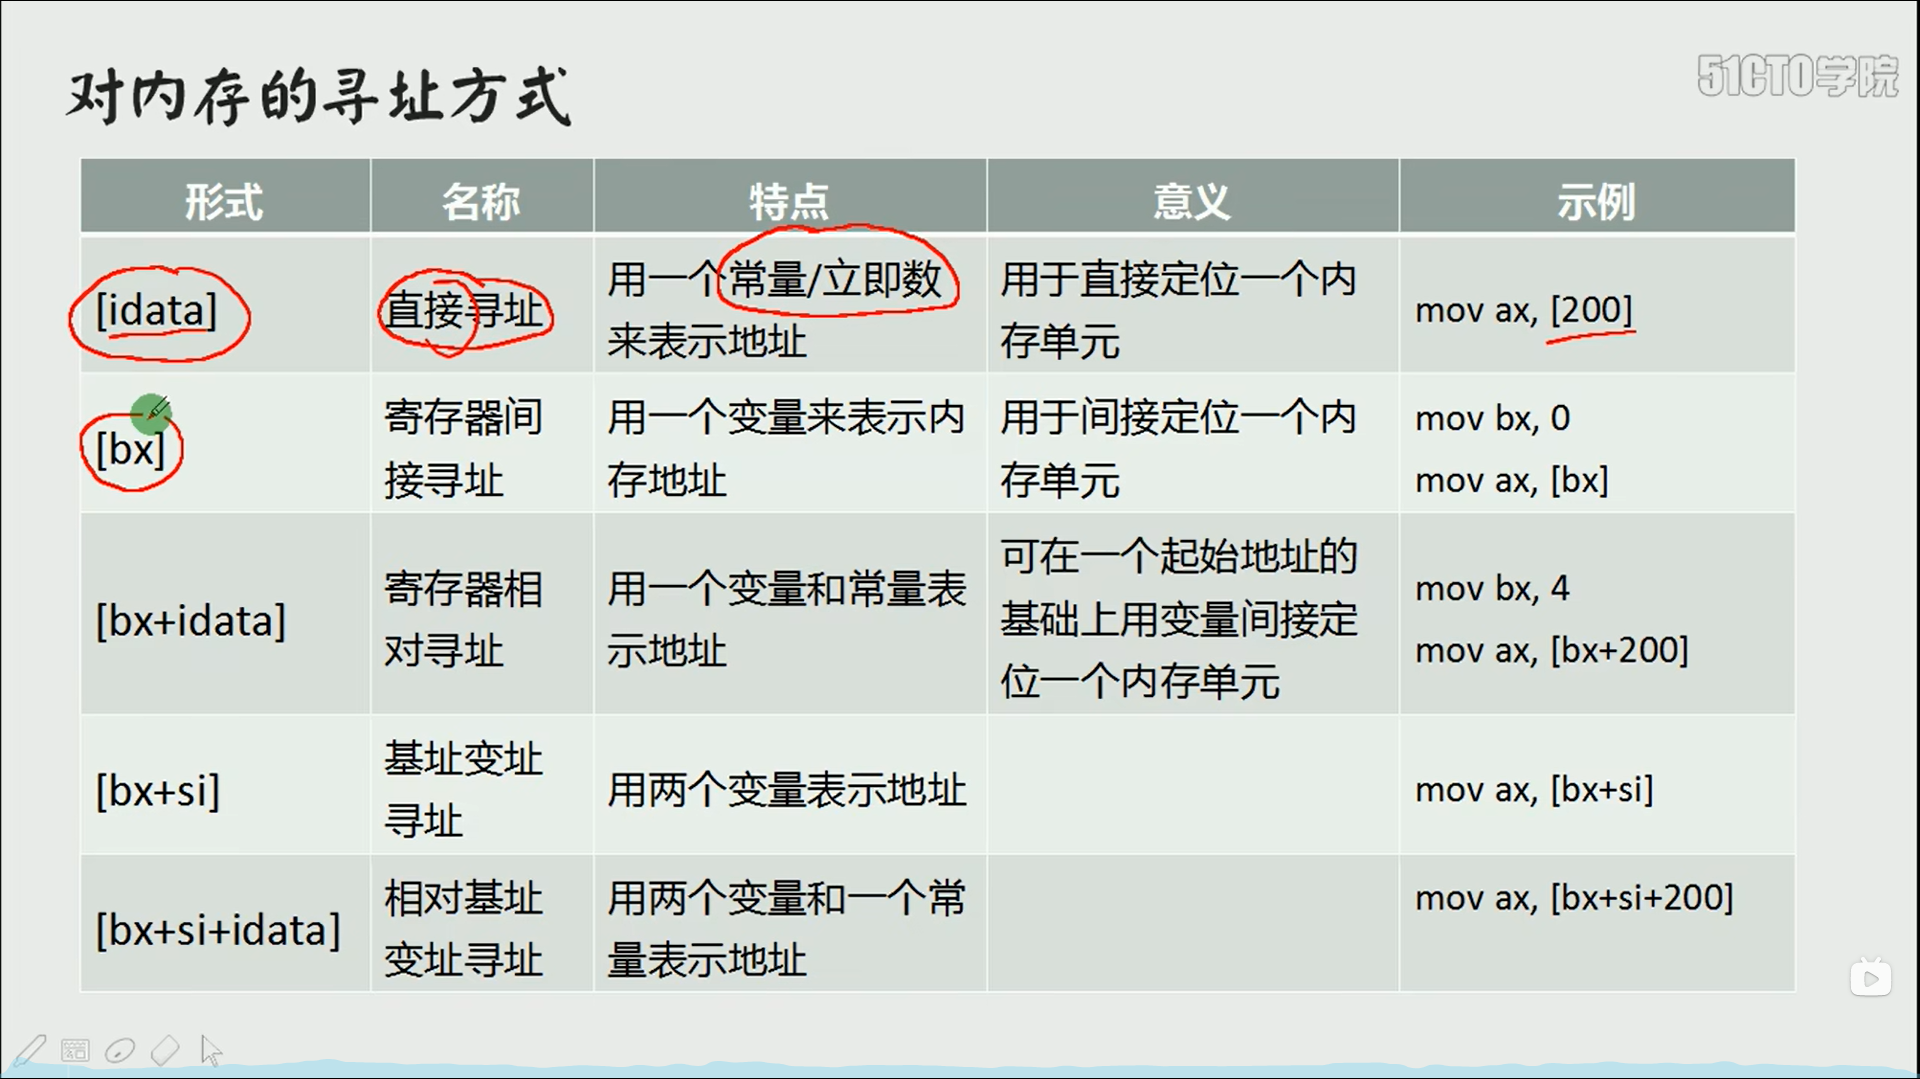 对内存的寻址方式
51CTO学院
形式 名称 特点 意义 示例
[idata]
直接寻址
用一个常量/立即数
来表示地址
用于直接定位一个内
存单元
mov ax, [200]
[bx]
寄存器间
接寻址
用一个变量来表示内
存地址
用于间接定位一个内
存单元
mov bx, 0
mov ax, [bx]
[bx+idata]
寄存器相
对寻址
用一个变量和常量表
示地址
可在一个起始地址的
基础上用变量间接定
位一个内存单元
mov bx, 4
mov ax, [bx+200]
[bx+si]
基址变址
寻址
用两个变量表示地址
mov ax, [bx+si]
[bx+si+idata]
相对基址
变址寻址
用两个变量和一个常
量表示地址
mov ax, [bx+si+200]